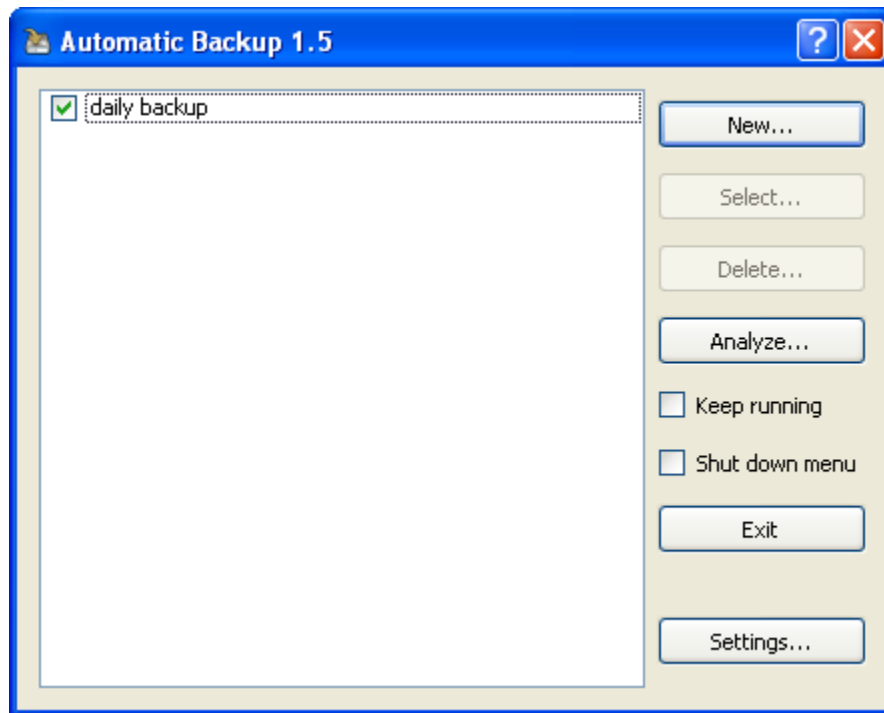 Automatic Backup 1.5
daily backup
New...
Select...
Delete...
Analyze...
Keep running
Shut down menu
Exit
Settings...